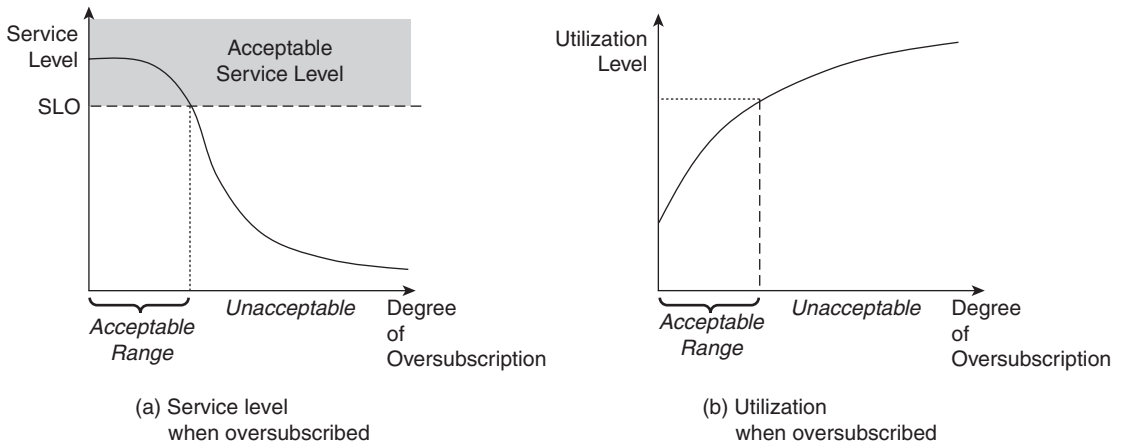 Service
Level
Acceptable
Service Level
SLO
Acceptable
Range
Unacceptable
Degree
of
Oversubscription
(a) Service level
when oversubscribed
Utilization
Level
Acceptable
Range
Unacceptable
Degree
of
Oversubscription
(b) Utilization
when oversubscribed